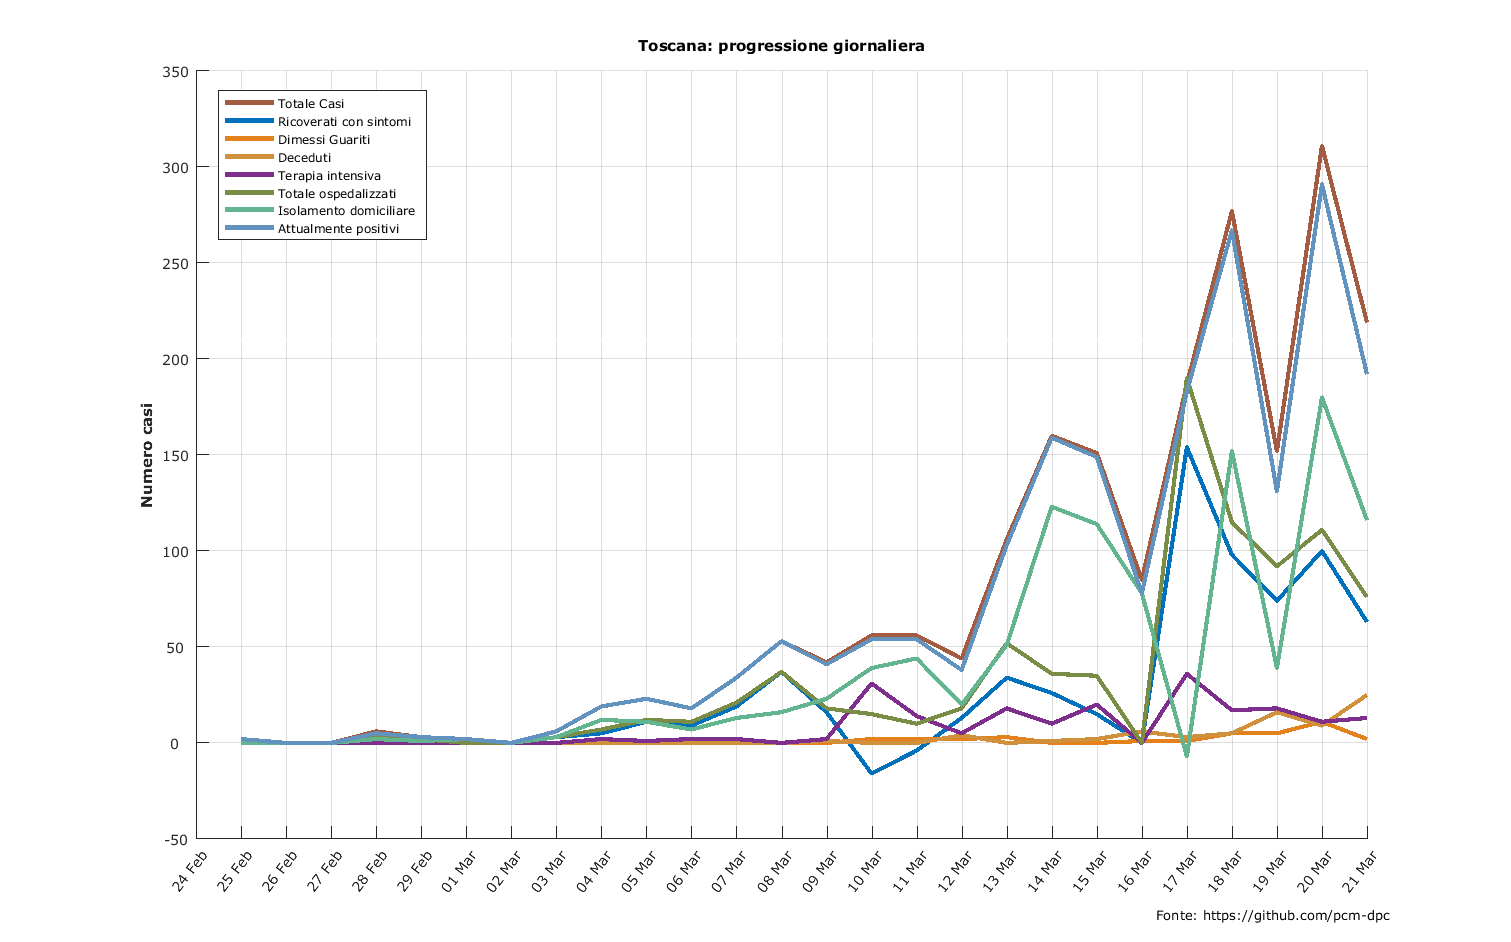 Toscana: progressione giornaliera
350
300
250
200
150
100
50
0
-50
Numero casi
Totale Casi
Ricoverati con sintomi
Dimessi Guariti
Deceduti
Terapia intensiva
Totale ospedalizzati
Isolamento domiciliare
Attualmente positivi
24 Feb
25 Feb
26 Feb
27 Feb
28 Feb
29 Feb
01 Mar
02 Mar
03 Mar
04 Mar
05 Mar
06 Mar
07 Mar
08 Mar
09 Mar
10 Mar
11 Mar
12 Mar
13 Mar
14 Mar
15 Mar
16 Mar
17 Mar
18 Mar
19 Mar
20 Mar
21 Mar
Fonte: https://github.com/pcm-dpc